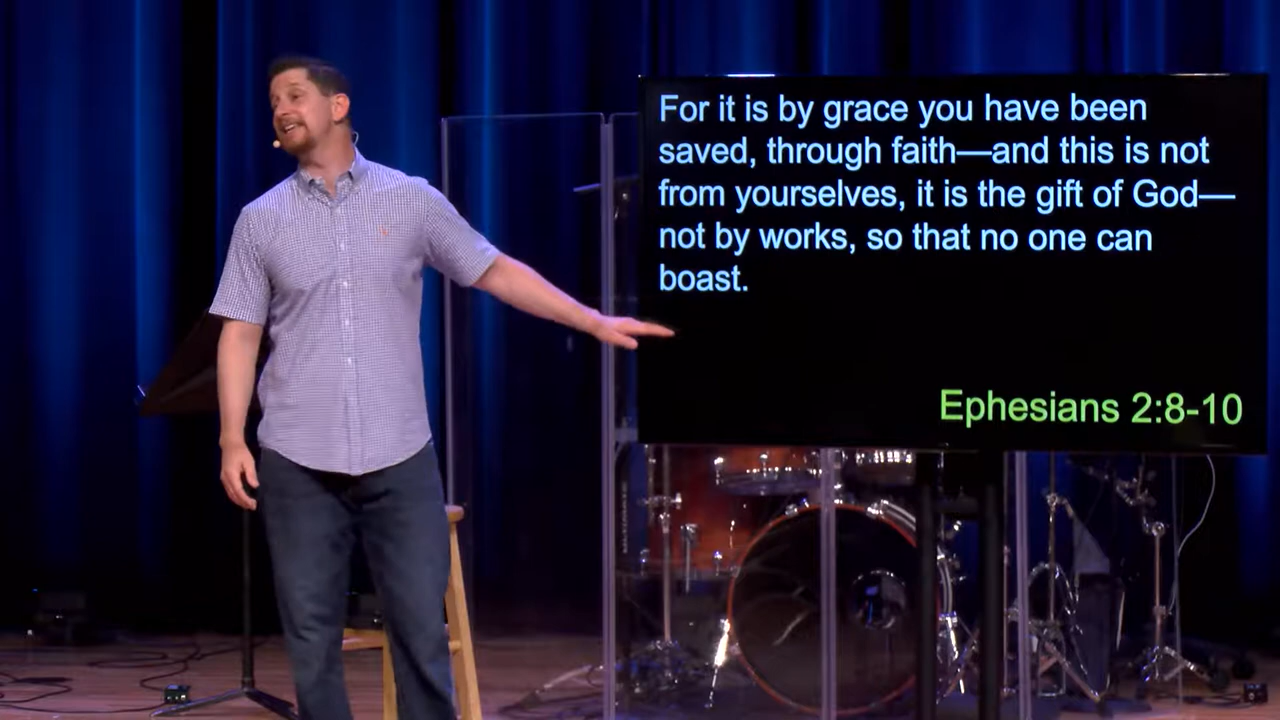 For it is by grace you have been
saved, through faith—and this is not
from yourselves, it is the gift of God—
not by works, so that no one can
boast.
Ephesians 2:8-10